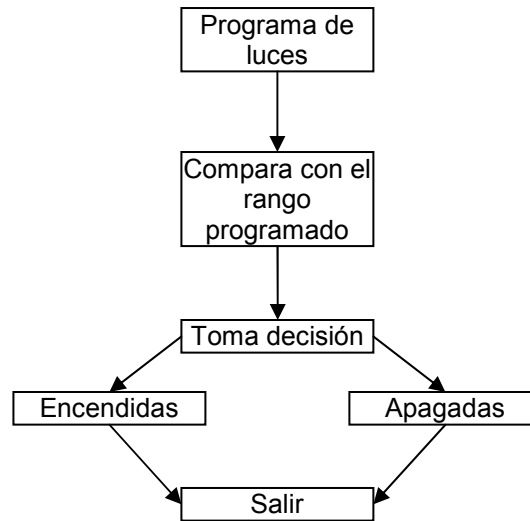 Programa de
luces
Compara con el
rango
programado
Toma decisión
Encendidas
Apagadas
Salir